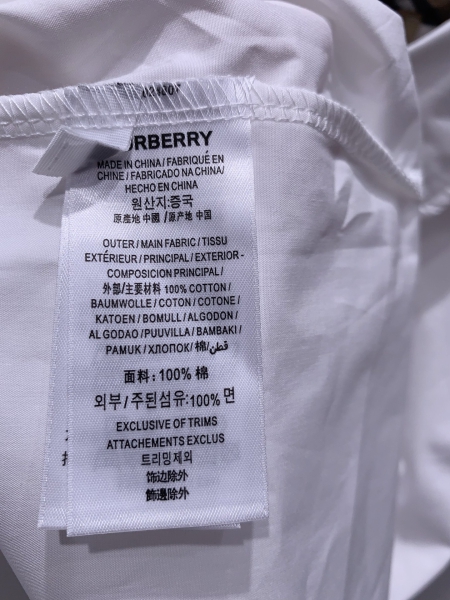 URBERRY
MADE IN CHINA / FABRIQUÉ EN
CHINE / FABRICADO NA CHINA /
HECHO EN CHINA
원산지:중국
原產地 中國 / 原产地 中国
OUTER / MAIN FABRIC / TISSU
EXTÉRIEUR / PRINCIPAL / EXTERIOR -
COMPOSICION PRINCIPAL /
外部/主要材料 100% COTTON /
BAUMWOLLE / COTON / COTONE /
KATOEN / BOMULL / ALGODON /
ALGODAO / PUUVILLA / BAMBAKI /
PAMUK / ХЛОПОК / 棉/قطن
面料: 100% 棉
외부 / 주된섬유: 100% 면
EXCLUSIVE OF TRIMS
ATTACHEMENTS EXCLUS
트리밍제외
饰边除外
飾邊除外